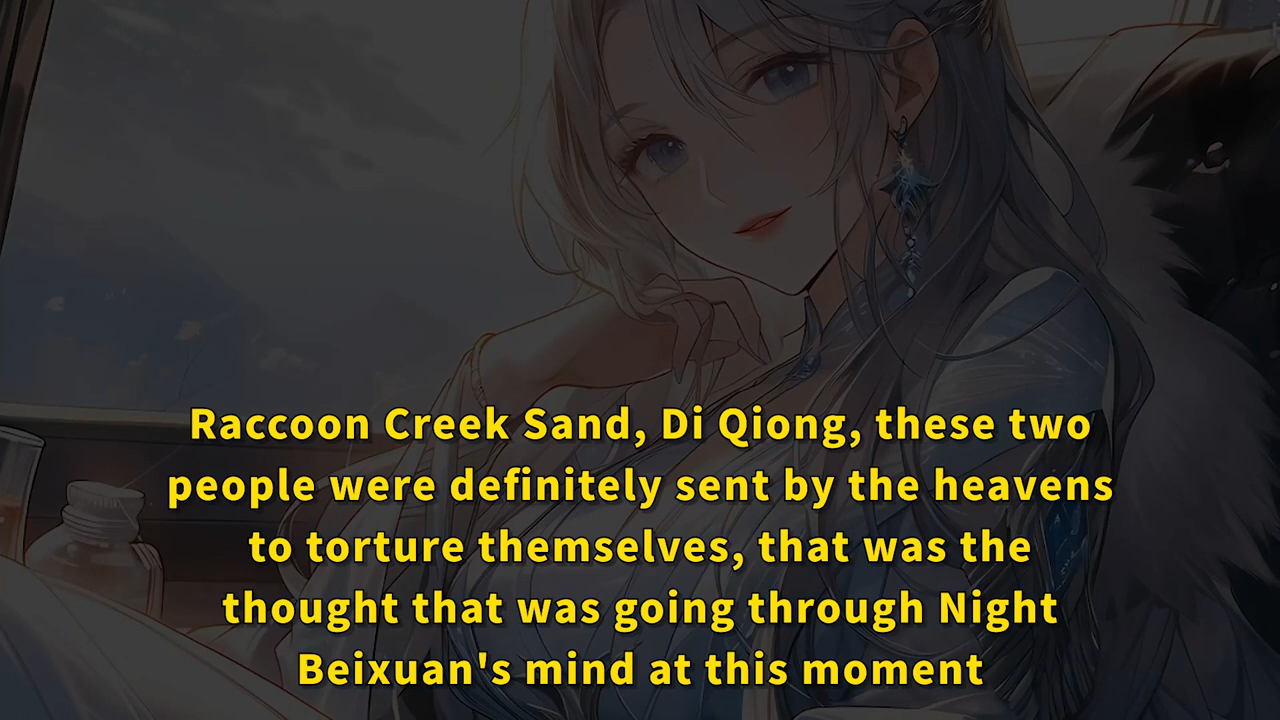 Raccoon Creek Sand, Di Qiong, these two
people were definitely sent by the heavens
to torture themselves, that was the
thought that was going through Night
Beixuan's mind at this moment